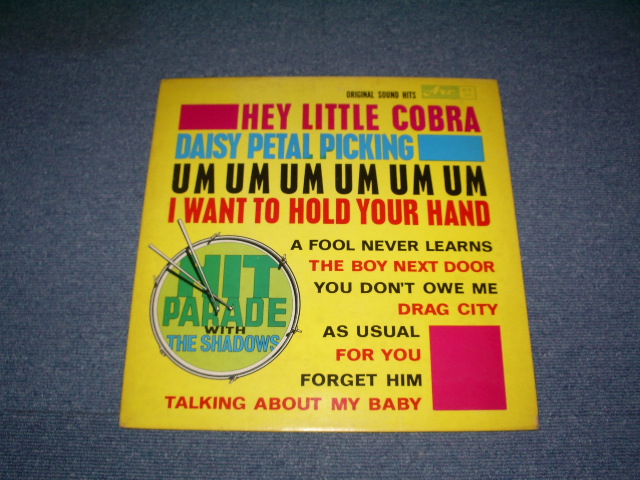 ORIGINAL SOUND HITS Arc
HEY LITTLE COBRA
DAISY PETAL PICKING
UM UM UM UM UM UM
I WANT TO HOLD YOUR HAND
A FOOL NEVER LEARNS
THE BOY NEXT DOOR
YOU DON'T OWE ME
DRAG CITY
AS USUAL
FOR YOU
FORGET HIM
TALKING ABOUT MY BABY
HIT
PARADE
WITH
THE SHADOWS